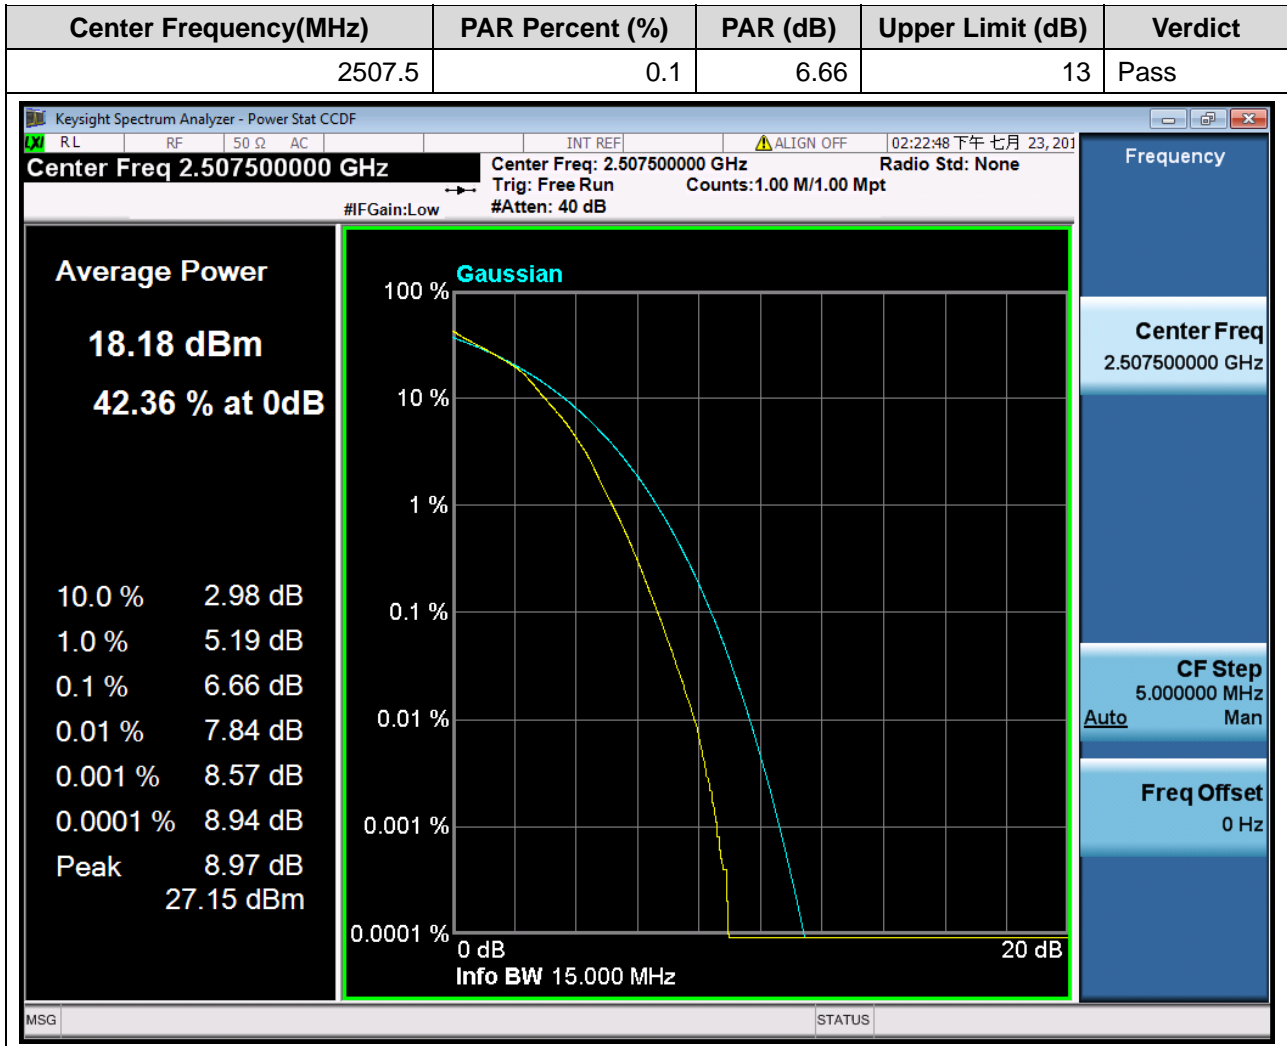 Center Frequency(MHz) PAR Percent (%) PAR (dB) Upper Limit (dB) Verdict
2507.5 0.1 6.66 13 Pass
Keysight Spectrum Analyzer - Power Stat CCDF
LXI RL RF 50 Ω AC INT REF ALIGN OFF 02:22:48 下午 七月 23, 201
Center Freq 2.507500000 GHz
Center Freq: 2.507500000 GHz Radio Std: None
Trig: Free Run Counts:1.00 M/1.00 Mpt
#IFGain:Low #Atten: 40 dB
Frequency
Average Power
18.18 dBm
42.36 % at 0dB
10.0 % 2.98 dB
1.0 % 5.19 dB
0.1 % 6.66 dB
0.01 % 7.84 dB
0.001 % 8.57 dB
0.0001 % 8.94 dB
Peak 8.97 dB
27.15 dBm
Gaussian
100 %
10 %
1 %
0.1 %
0.01 %
0.001 %
0.0001 %
0 dB 20 dB
Info BW 15.000 MHz
Center Freq
2.507500000 GHz
CF Step
5.000000 MHz
Auto Man
Freq Offset
0 Hz
MSG STATUS